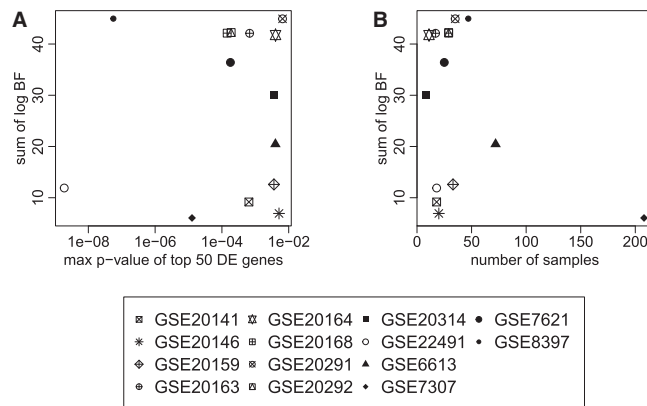 A
B
sum of log BF
10
20
30
40
1e−08
1e−06
1e−04
1e−02
max p−value of top 50 DE genes
sum of log BF
10
20
30
40
0
50
100
150
200
number of samples
GSE20141
GSE20164
GSE20314
GSE7621
GSE20146
GSE20168
GSE22491
GSE8397
GSE20159
GSE20291
GSE6613
GSE20163
GSE20292
GSE7307